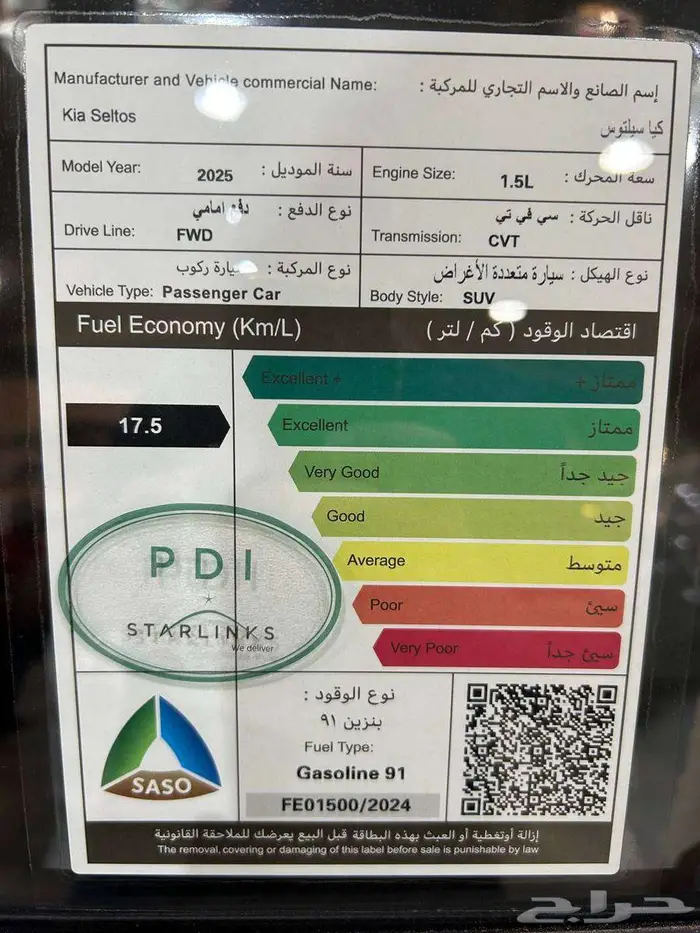 Manufacturer and Vehicle commercial Name: إسم الصانع والاسم التجاري للمركبة :
Kia Seltos كيا سيلتوس
Model Year: 2025 سنة الموديل :
Engine Size: 1.5L سعة المحرك :
Drive Line: FWD نوع الدفع : دفع امامي
Transmission: CVT ناقل الحركة : سي في تي
Vehicle Type: Passenger Car نوع المركبة : سيارة ركوب
Body Style: SUV نوع الهيكل : سيارة متعددة الأغراض
Fuel Economy (Km/L) اقتصاد الوقود ( كم / لتر )
Excellent + ممتاز +
17.5
Excellent ممتاز
Very Good جيد جداً
Good جيد
Average متوسط
Poor سيئ
Very Poor سيئ جداً
PDI
STARLINKS
We deliver
SASO
نوع الوقود :
بنزين ٩١
Fuel Type:
Gasoline 91
FE01500/2024
إزالة أوتغطية أو العبث بهذه البطاقة قبل البيع يعرضك للملاحقة القانونية
The removal, covering or damaging of this label before sale is punishable by law
حراج